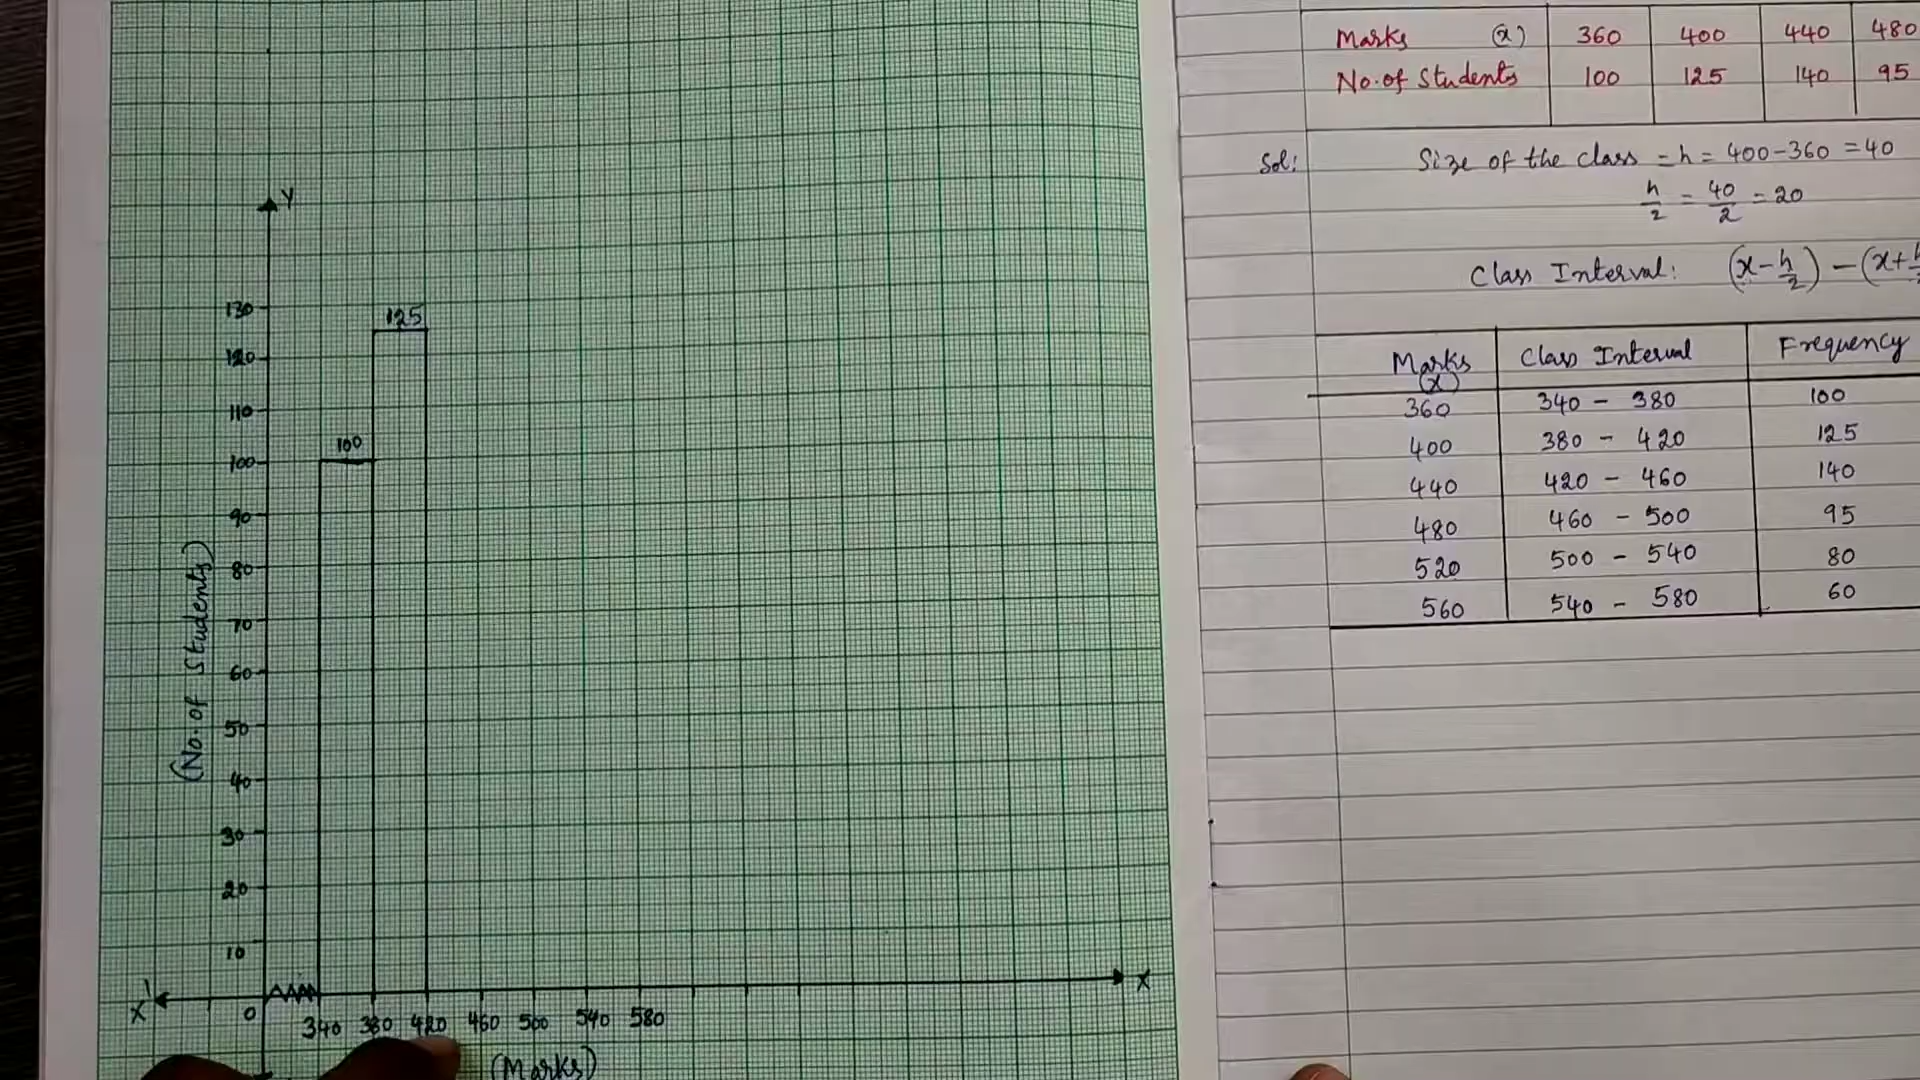 Y
130
125
120
110
100
100
90
80
70
60
50
40
30
20
10
(No. of Students)
X' 0 X
340 380 420 460 500 540 580
(Marks)
Marks (x) 360 400 440 480
No. of Students 100 125 140 95
Sol: Size of the class = h = 400 - 360 = 40
h/2 = 40/2 = 20
Class Interval: (x - h/2) - (x +
Marks (x) Class Interval Frequency
360 340 - 380 100
400 380 - 420 125
440 420 - 460 140
480 460 - 500 95
520 500 - 540 80
560 540 - 580 60